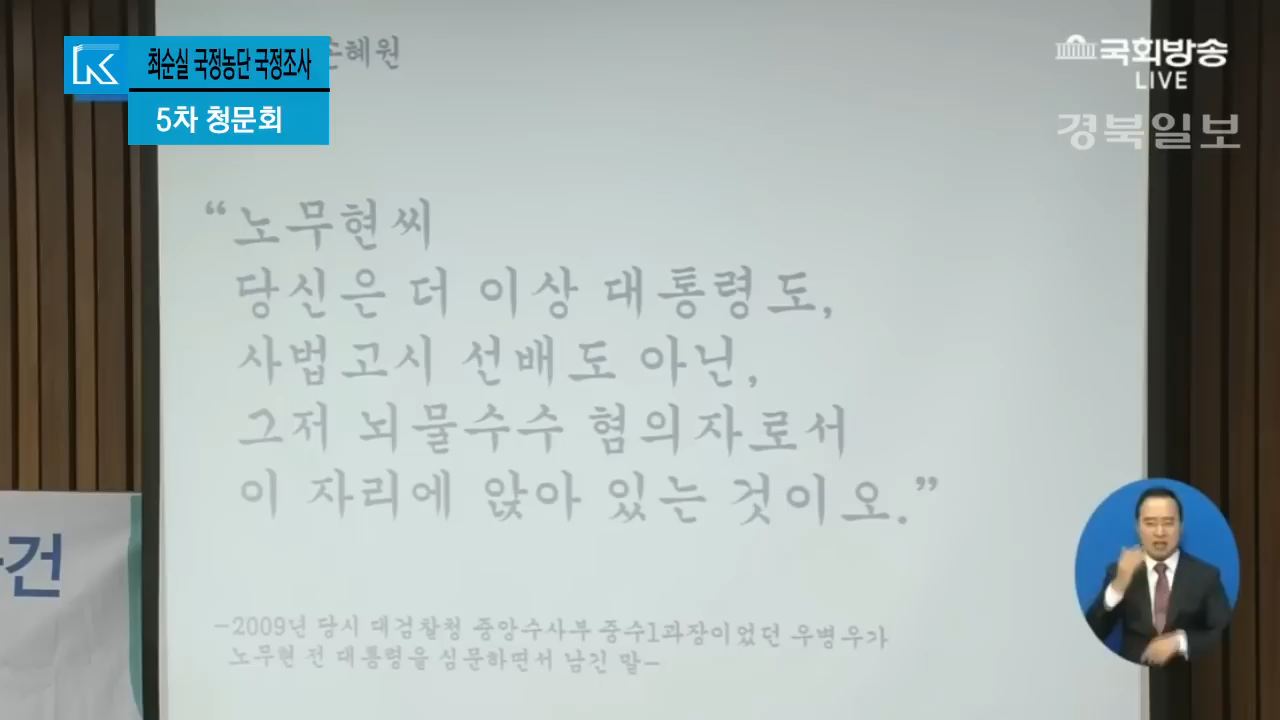 최순실 국정농단 국정조사
5차 청문회
손혜원
국회방송
LIVE
경북일보
“노무현씨
당신은 더 이상 대통령도,
사법고시 선배도 아닌,
그저 뇌물수수 혐의자로서
이 자리에 앉아 있는 것이오.”
-2009년 당시 대검찰청 중앙수사부 중수1과장이었던 우병우가
노무현 전 대통령을 심문하면서 남긴 말-
건